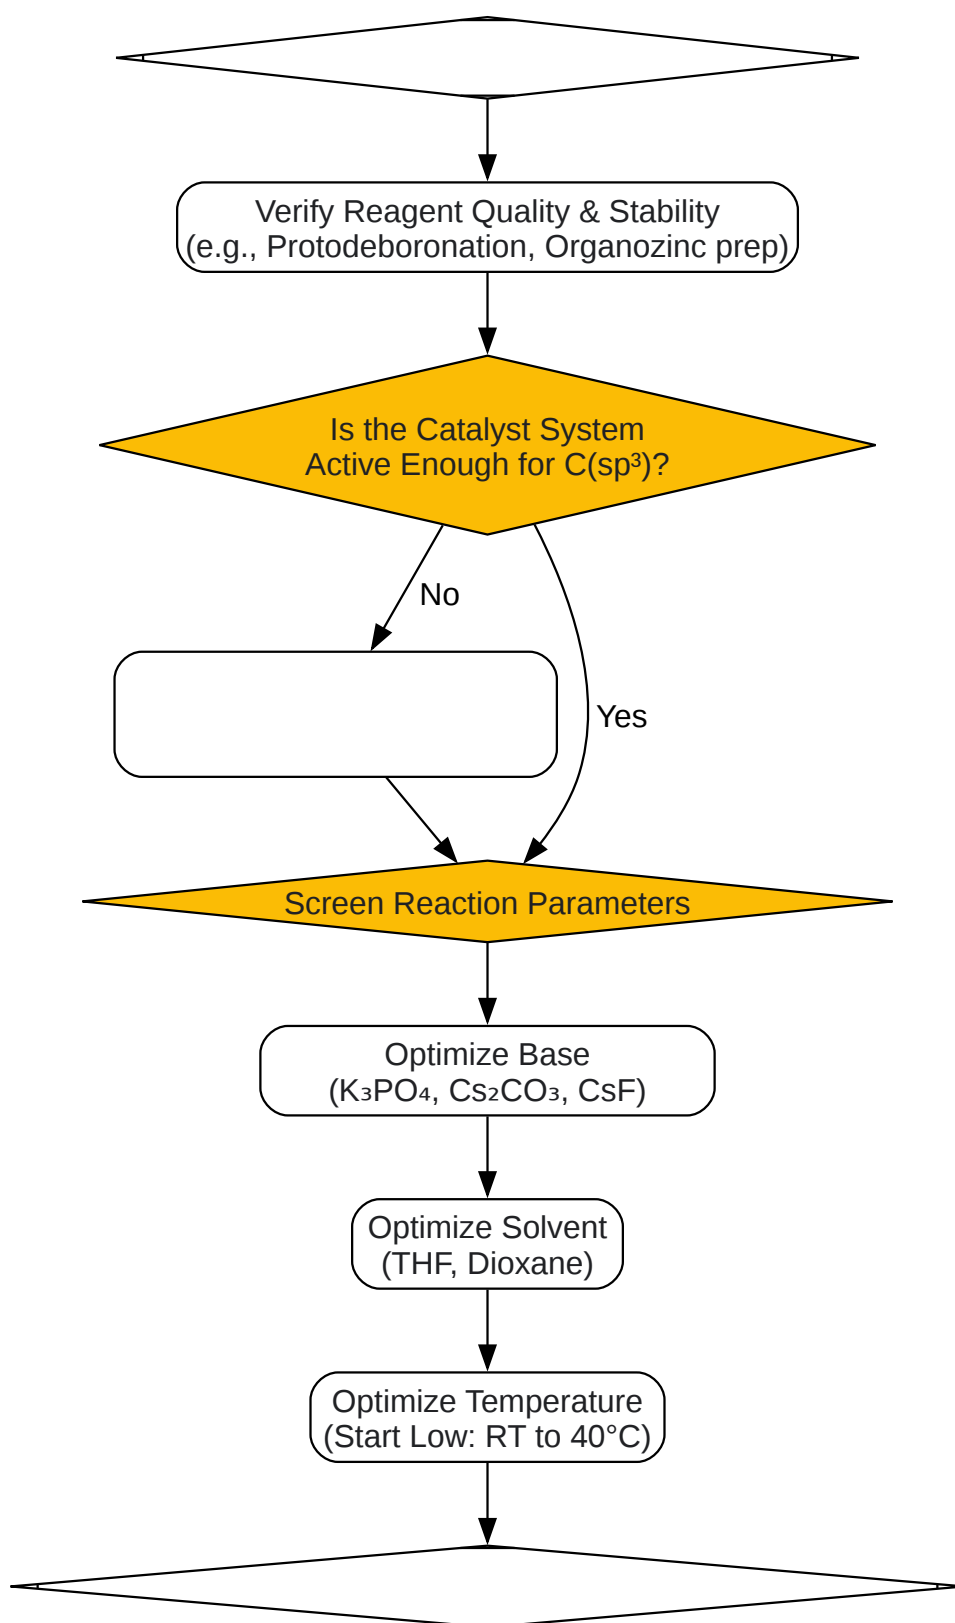 Verify Reagent Quality & Stability
(e.g., Protodeboronation, Organozinc prep)
Is the Catalyst System
Active Enough for C(sp³)?
No
Yes
Screen Reaction Parameters
Optimize Base
(K₃PO₄, Cs₂CO₃, CsF)
Optimize Solvent
(THF, Dioxane)
Optimize Temperature
(Start Low: RT to 40°C)